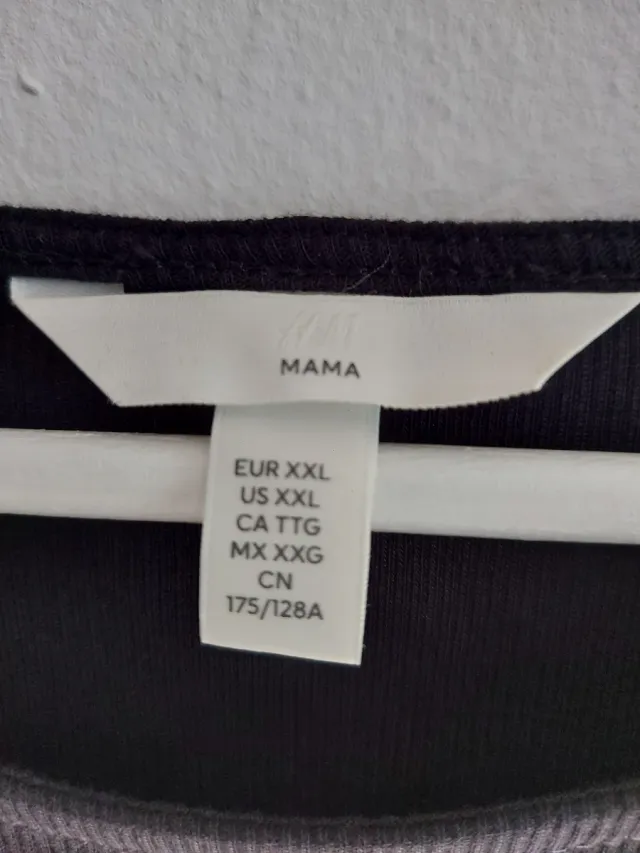 H&M
MAMA
EUR XXL
US XXL
CA TTG
MX XXG
CN
175/128A